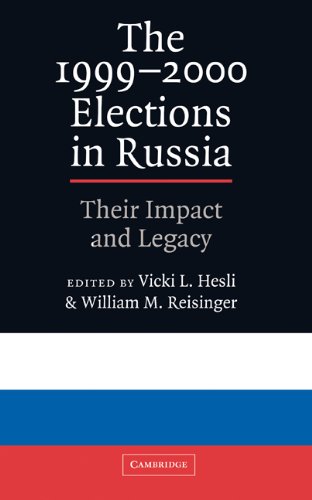 The
1999–2000
Elections
in Russia
Their Impact
and Legacy
EDITED BY Vicki L. Hesli
& William M. Reisinger
CAMBRIDGE